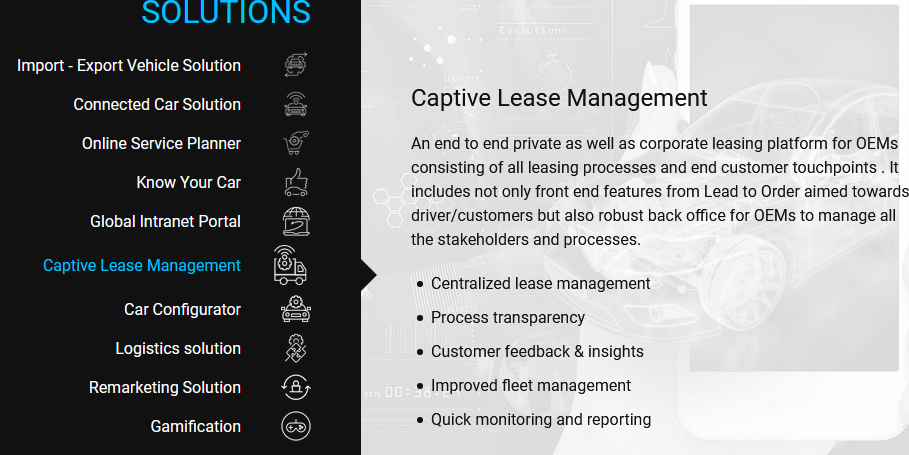 SOLUTIONS
Import - Export Vehicle Solution
Connected Car Solution
Online Service Planner
Know Your Car
Global Intranet Portal
Captive Lease Management
Car Configurator
Logistics solution
Remarketing Solution
Gamification
Evolution:
SECURITY
Captive Lease Management
An end to end private as well as corporate leasing platform for OEMs
consisting of all leasing processes and end customer touchpoints . It
includes not only front end features from Lead to Order aimed towards
driver/customers but also robust back office for OEMs to manage all
the stakeholders and processes.
Centralized lease management
Process transparency
Customer feedback & insights
Improved fleet management
Quick monitoring and reporting